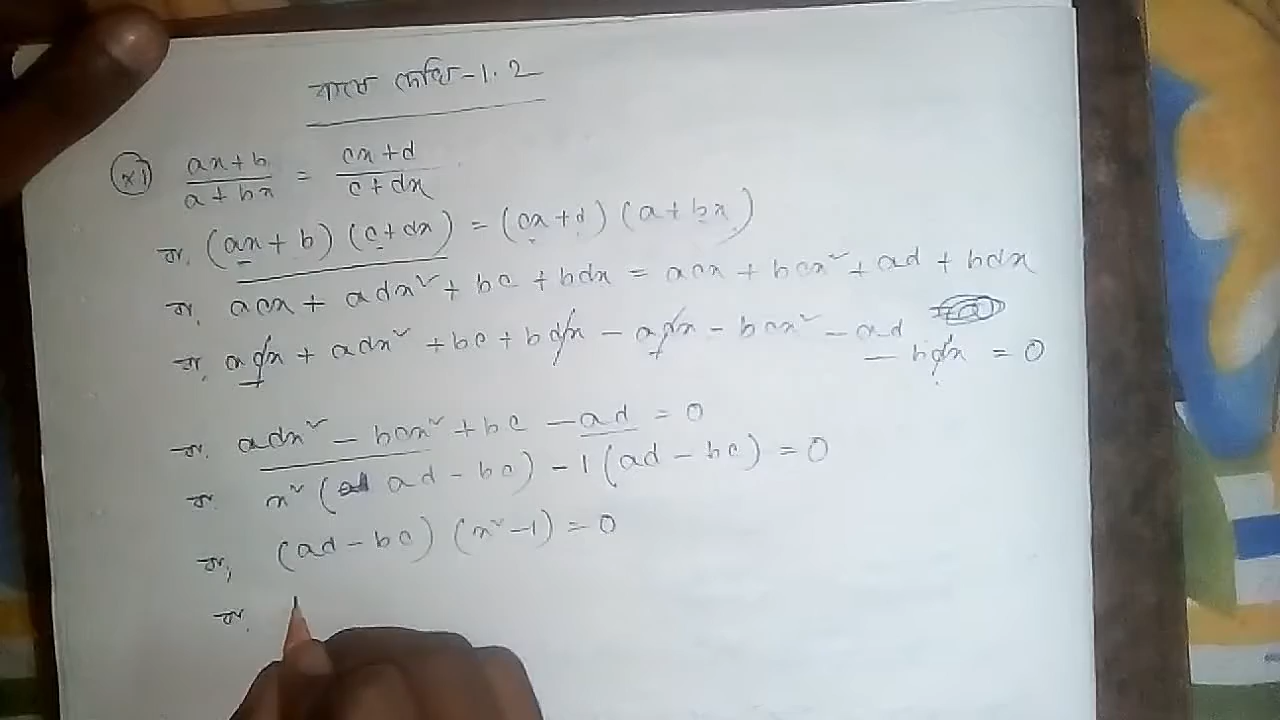 কষে দেখি-1.2
xi) (ax+b)/(a+bx) = (cx+d)/(c+dx)
বা, (ax+b)(c+dx) = (cx+d)(a+bx)
বা, acx + adx² + bc + bdx = acx + bcx² + ad + bdx
বা, acx + adx² + bc + bdx - acx - bcx² - ad
- bdx = 0
বা, adx² - bcx² + bc - ad = 0
বা, x²(ad - bc) - 1(ad - bc) = 0
বা, (ad - bc)(x² - 1) = 0
বা,